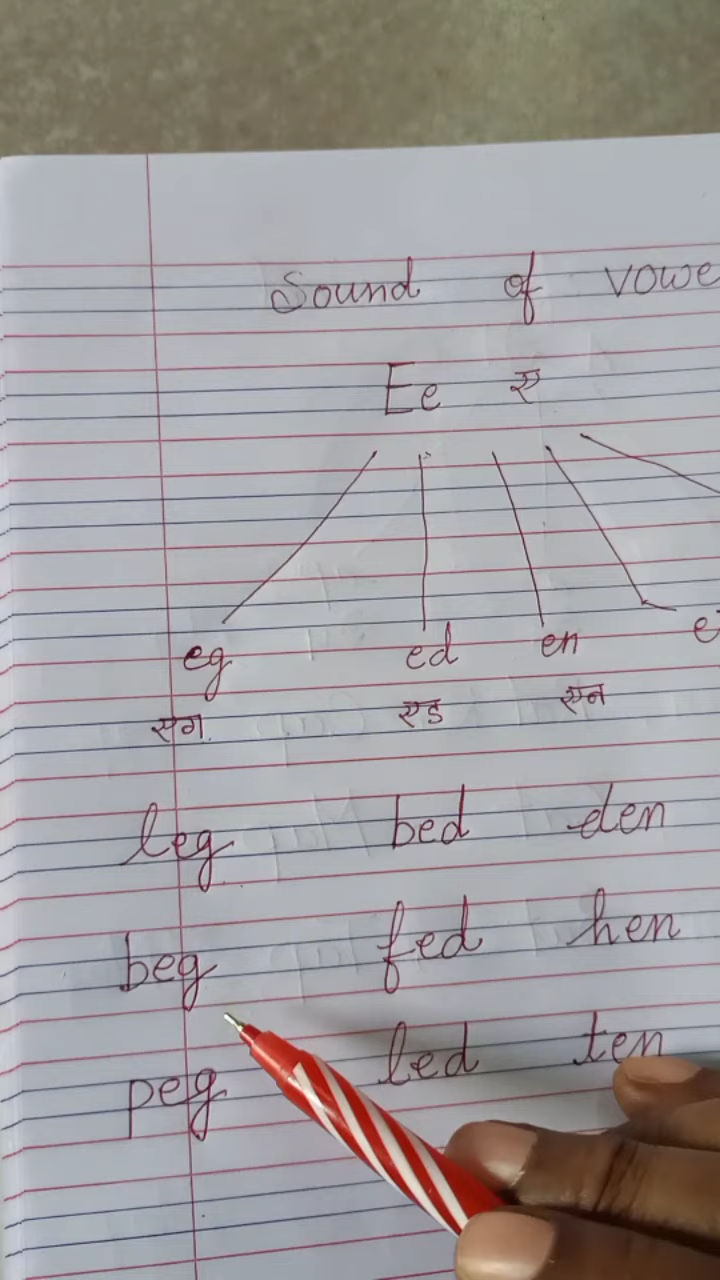 Sound of vowe
Ee ए
eg ed en e
एग एड एन
leg bed den
beg fed hen
peg led ten